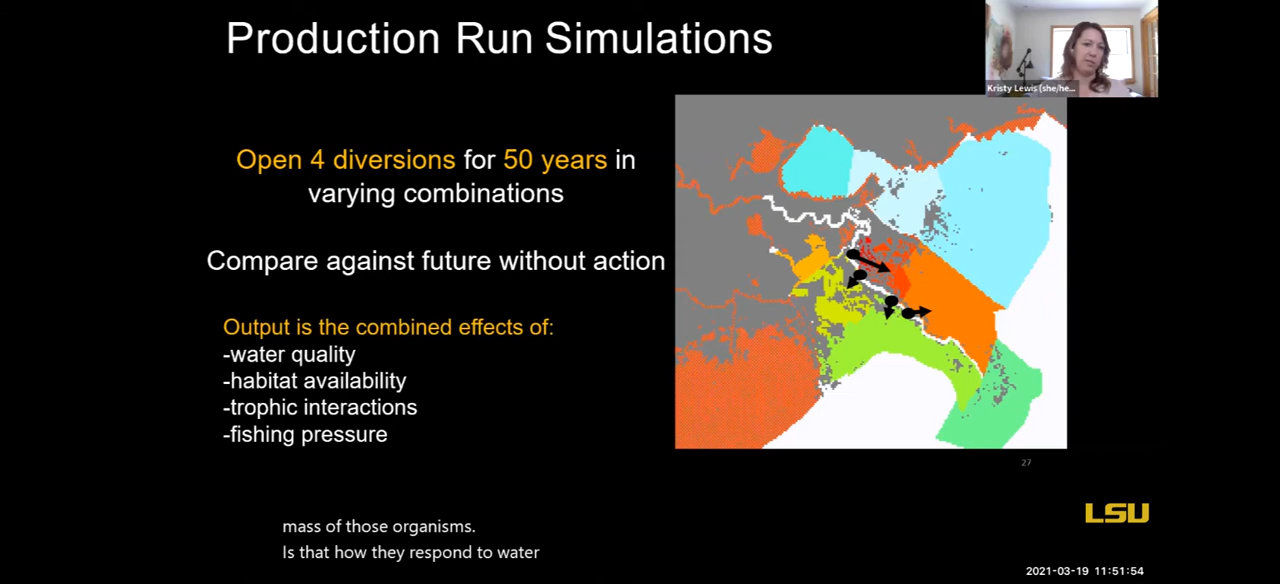 Production Run Simulations
Kristy Lewis (she/he...
Open 4 diversions for 50 years in
varying combinations
Compare against future without action
Output is the combined effects of:
-water quality
-habitat availability
-trophic interactions
-fishing pressure
27
LSU
mass of those organisms.
Is that how they respond to water
2021-03-19 11:51:54